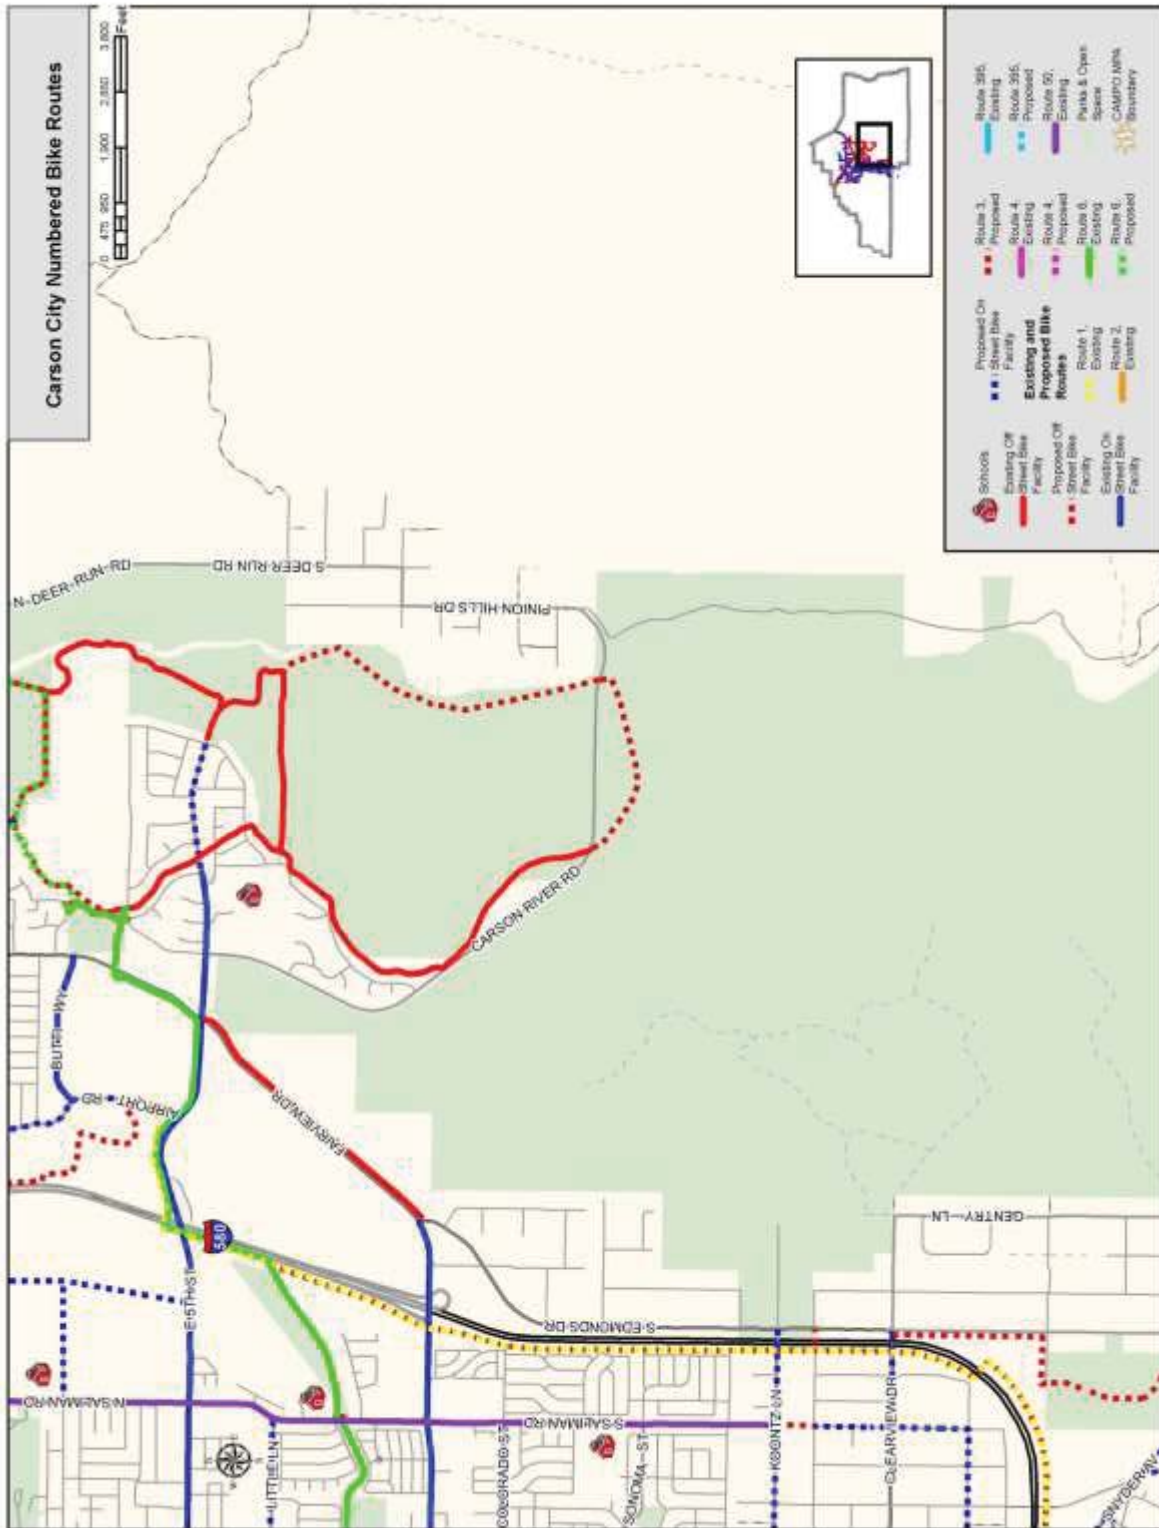 Carson City Numbered Bike Routes
0 475 950 1,900 2,850 3,800
Feet
N-DEER-RUN-RD
S DEER RUN RD
PINION HILLS DR
CARSON RIVER RD
BUTTI WY
AIRPORT RD
FAIRVIEW DR
580
E 5TH ST
N SALIMAN RD
LITTLE LN
COLORADO ST
S SALIMAN RD
SONOMA ST
S EDMONDS DR
KOONTZ LN
CLEARVIEW DR
GENTRY LN
SNYDER AV
Schools
Existing Off
Street Bike
Facility
Proposed Off
Street Bike
Facility
Existing On
Street Bike
Facility
Proposed On
Street Bike
Facility
Existing and
Proposed Bike
Routes
Route 1,
Existing
Route 2,
Existing
Route 3,
Proposed
Route 4,
Existing
Route 4,
Proposed
Route 6,
Existing
Route 6,
Proposed
Route 395,
Existing
Route 395,
Proposed
Route 50,
Existing
Parks & Open
Space
CAMPO MPA
Boundary